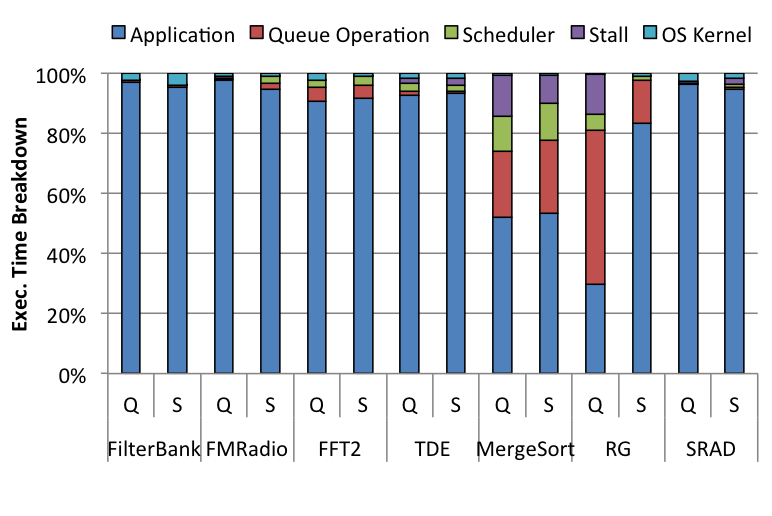 Application Queue Operation Scheduler Stall OS Kernel
Exec. Time Breakdown
100%
80%
60%
40%
20%
0%
Q S Q S Q S Q S Q S Q S Q S
FilterBank FMRadio FFT2 TDE MergeSort RG SRAD